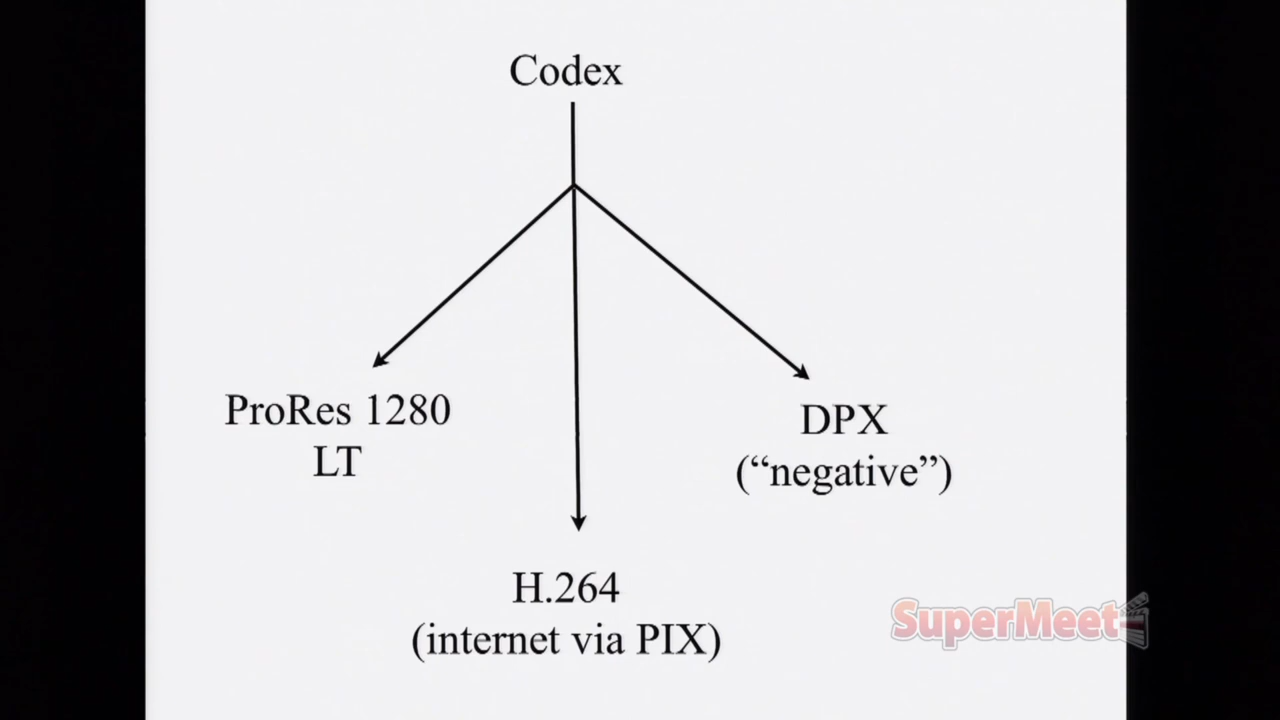 Codex
ProRes 1280
LT
DPX
(“negative”)
H.264
(internet via PIX)
SuperMeet